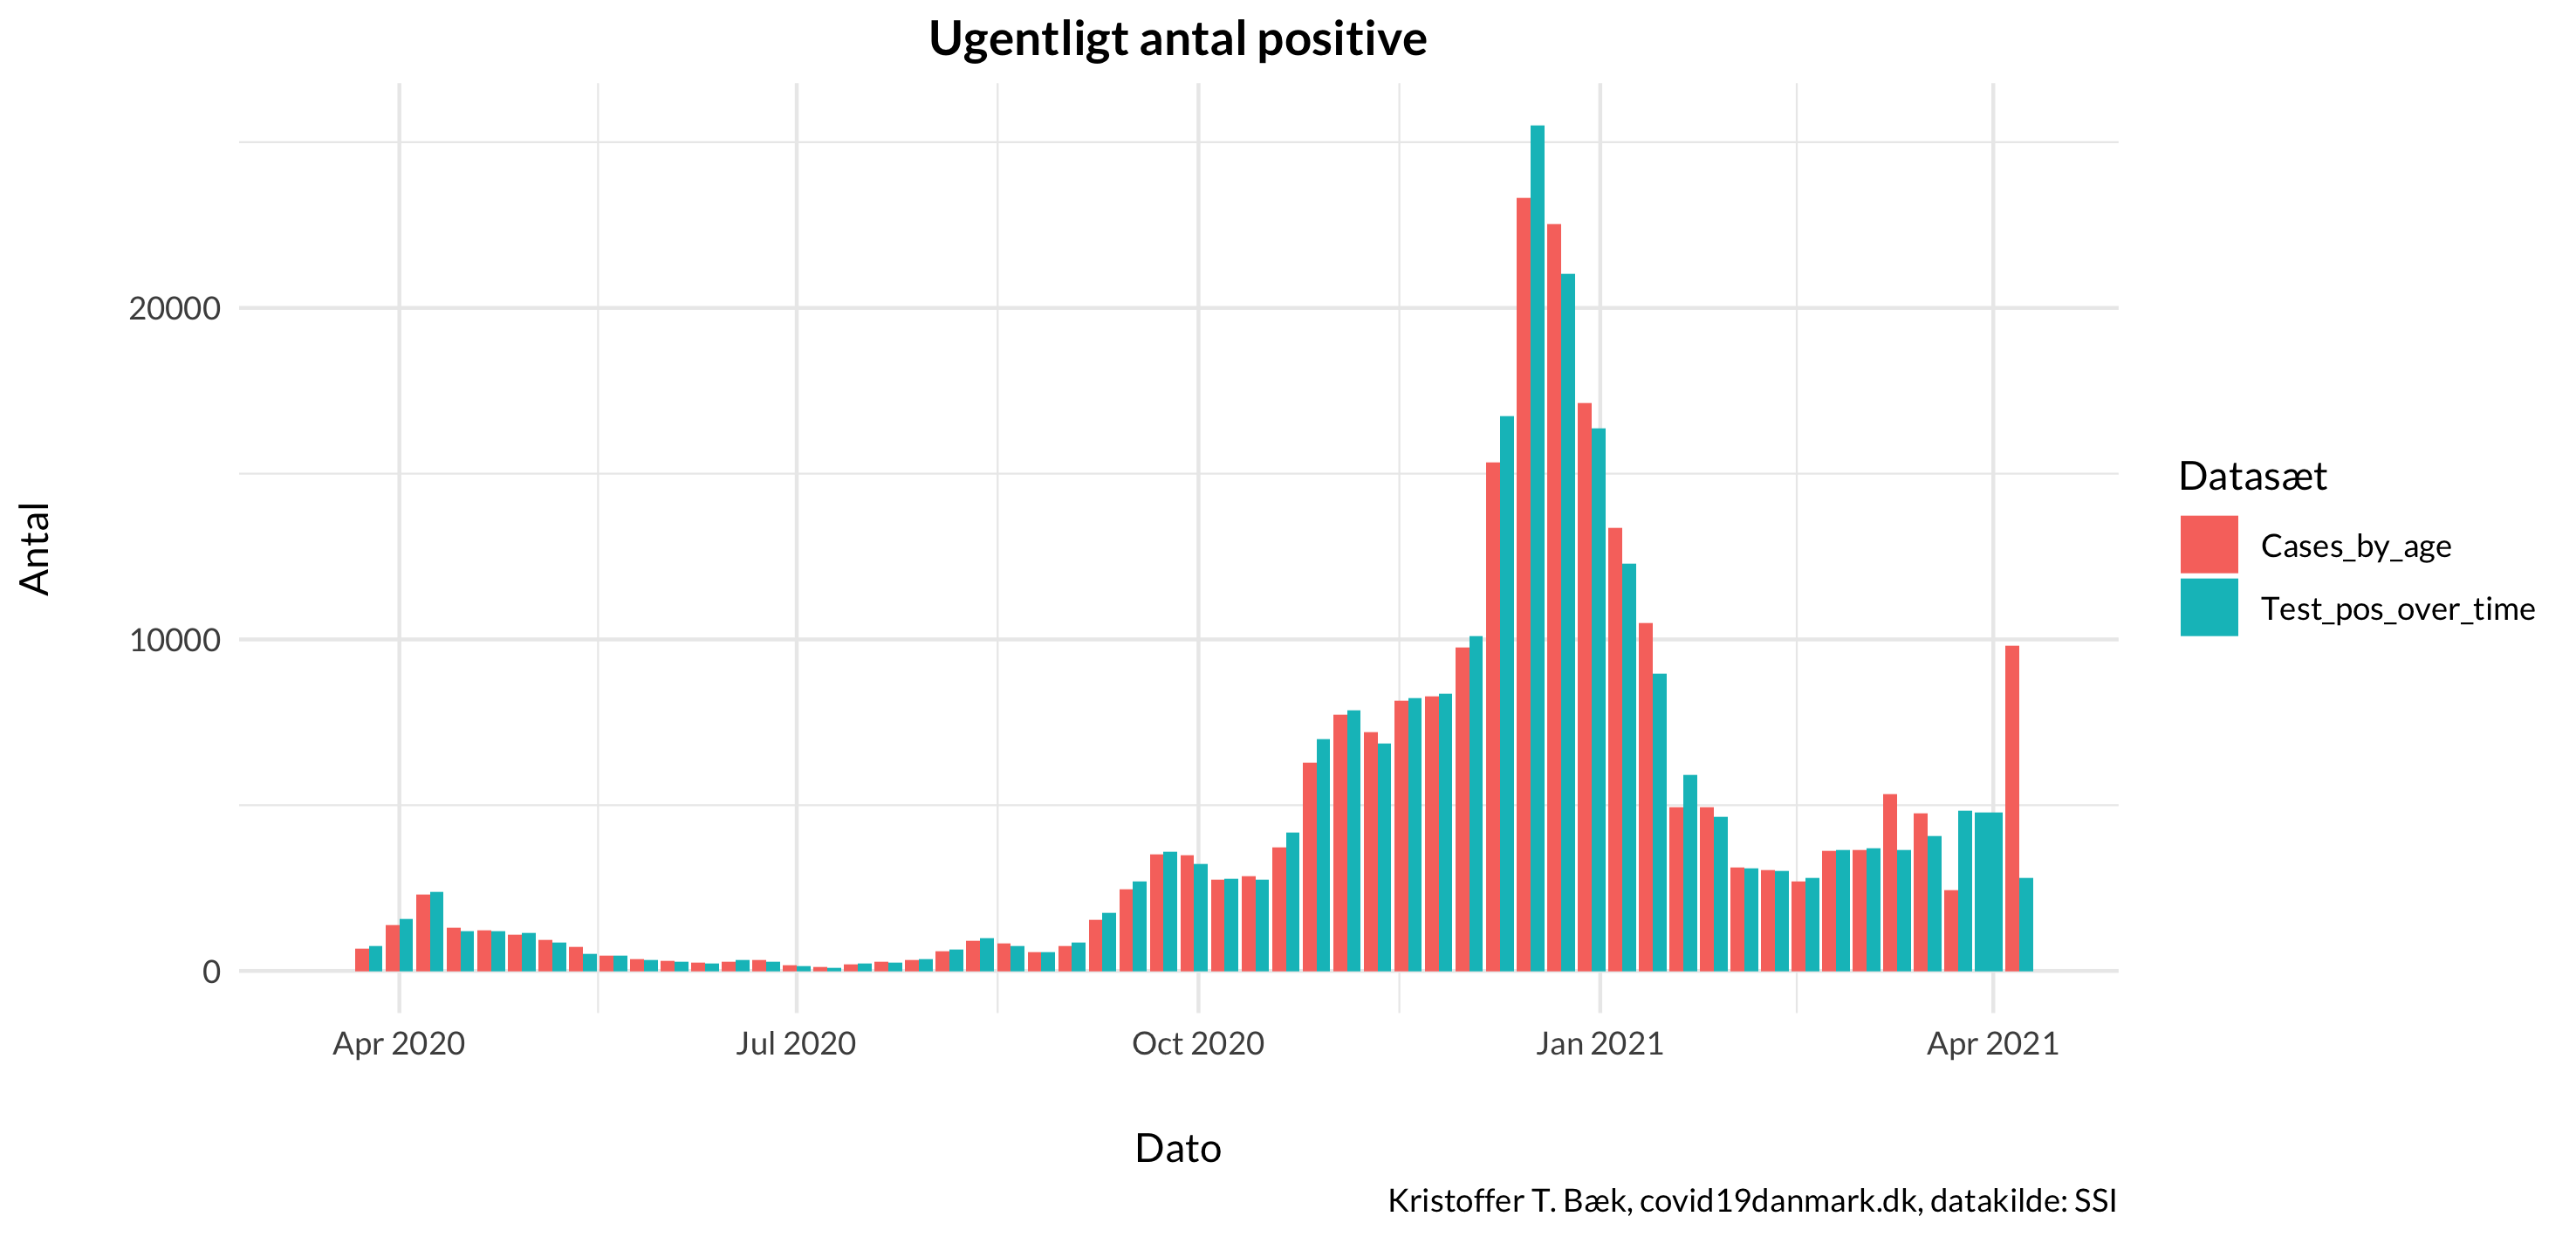 Ugentligt antal positive
Antal
20000
10000
0
Apr 2020
Jul 2020
Oct 2020
Jan 2021
Apr 2021
Dato
Datasæt
Cases_by_age
Test_pos_over_time
Kristoffer T. Bæk, covid19danmark.dk, datakilde: SSI